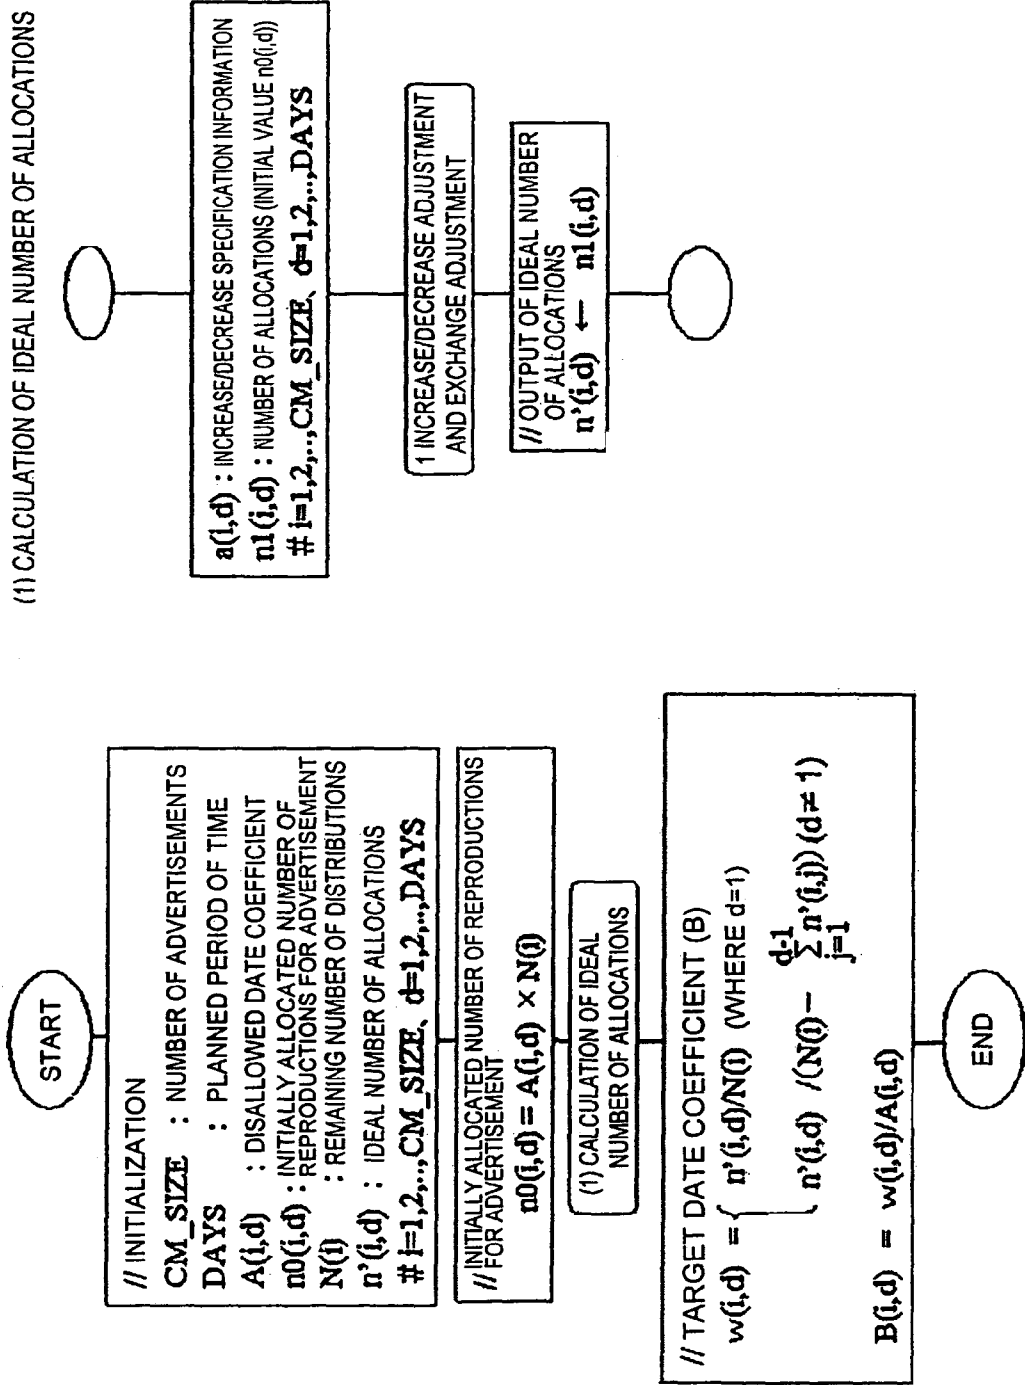 START
// INITIALIZATION
CM_SIZE : NUMBER OF ADVERTISEMENTS
DAYS : PLANNED PERIOD OF TIME
A(i,d) : DISALLOWED DATE COEFFICIENT
n0(i,d) : INITIALLY ALLOCATED NUMBER OF
REPRODUCTIONS FOR ADVERTISEMENT
N(i) : REMAINING NUMBER OF DISTRIBUTIONS
n'(i,d) : IDEAL NUMBER OF ALLOCATIONS
# i=1,2,..,CM_SIZE、d=1,2,..,DAYS
// INITIALLY ALLOCATED NUMBER OF REPRODUCTIONS
FOR ADVERTISEMENT
n0(i,d) = A(i,d) × N(i)
(1) CALCULATION OF IDEAL
NUMBER OF ALLOCATIONS
// TARGET DATE COEFFICIENT (B)
w(i,d) = { n'(i,d)/N(i) (WHERE d=1)
n'(i,d) /(N(i) − d-1 Σ j=1 n'(i,j)) (d ≠ 1)
B(i,d) = w(i,d)/A(i,d)
END
(1) CALCULATION OF IDEAL NUMBER OF ALLOCATIONS
a(i,d) : INCREASE/DECREASE SPECIFICATION INFORMATION
n1(i,d) : NUMBER OF ALLOCATIONS (INITIAL VALUE n0(i,d))
# i=1,2,..,CM_SIZE、d=1,2,..,DAYS
1 INCREASE/DECREASE ADJUSTMENT
AND EXCHANGE ADJUSTMENT
// OUTPUT OF IDEAL NUMBER
OF ALLOCATIONS
n'(i,d) ← n1(i,d)